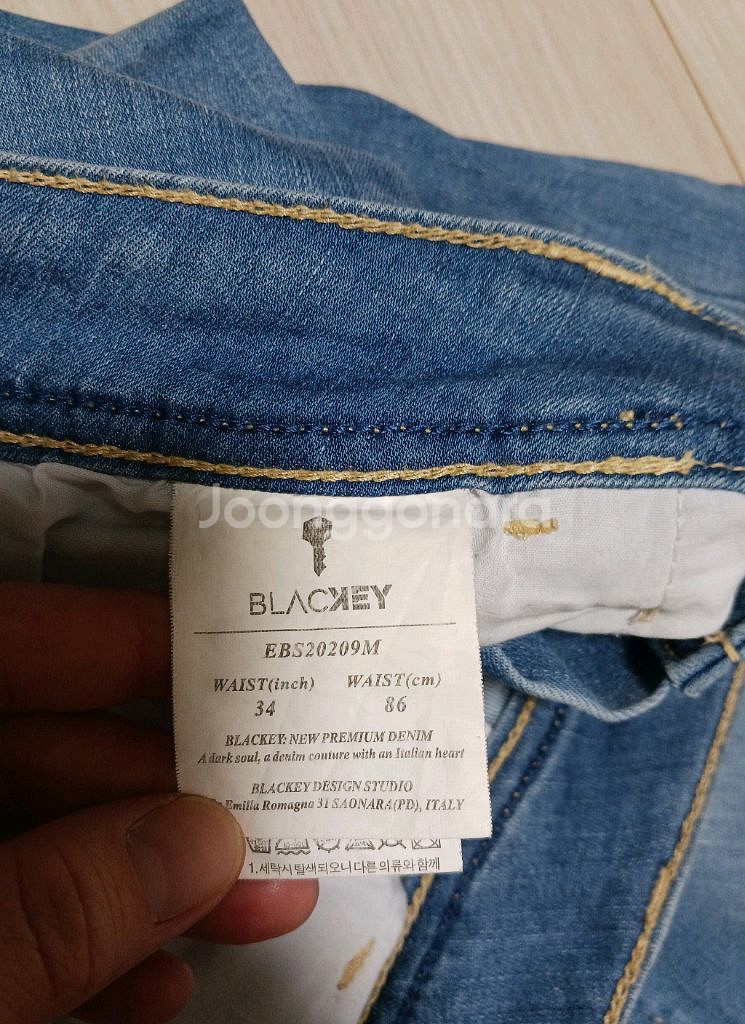 Joonggonara
BLACKEY
EBS20209M
WAIST(inch) WAIST(cm)
34 86
BLACKEY: NEW PREMIUM DENIM
A dark soul, a denim couture with an Italian heart
BLACKEY DESIGN STUDIO
Emilla Romagna 31 SAONARA(PD), ITALY
1.세탁시탈색되오니다른의류와함께